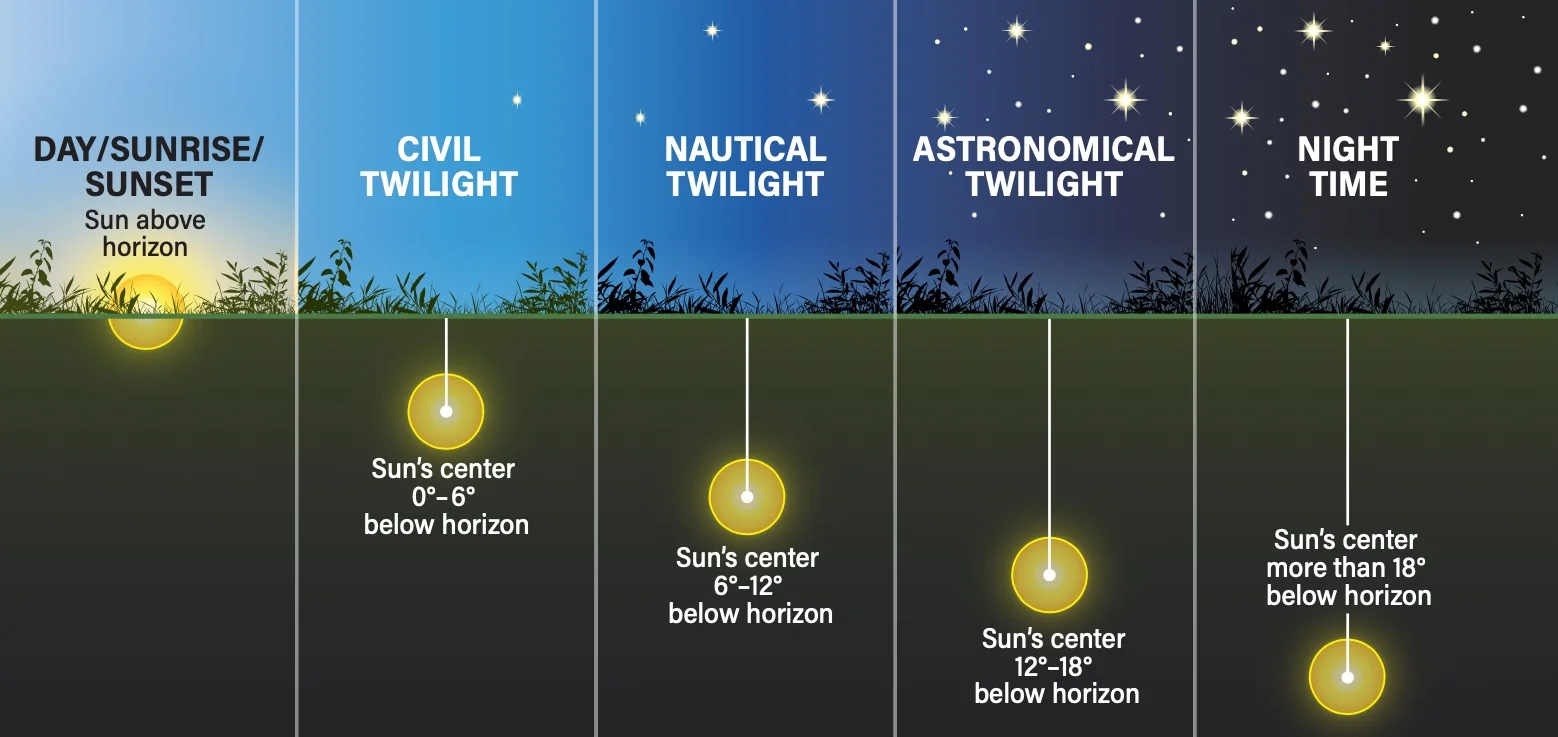 DAY/SUNRISE/
SUNSET
Sun above
horizon
CIVIL
TWILIGHT
Sun’s center
0°–6°
below horizon
NAUTICAL
TWILIGHT
Sun’s center
6°–12°
below horizon
ASTRONOMICAL
TWILIGHT
Sun’s center
12°–18°
below horizon
NIGHT
TIME
Sun’s center
more than 18°
below horizon